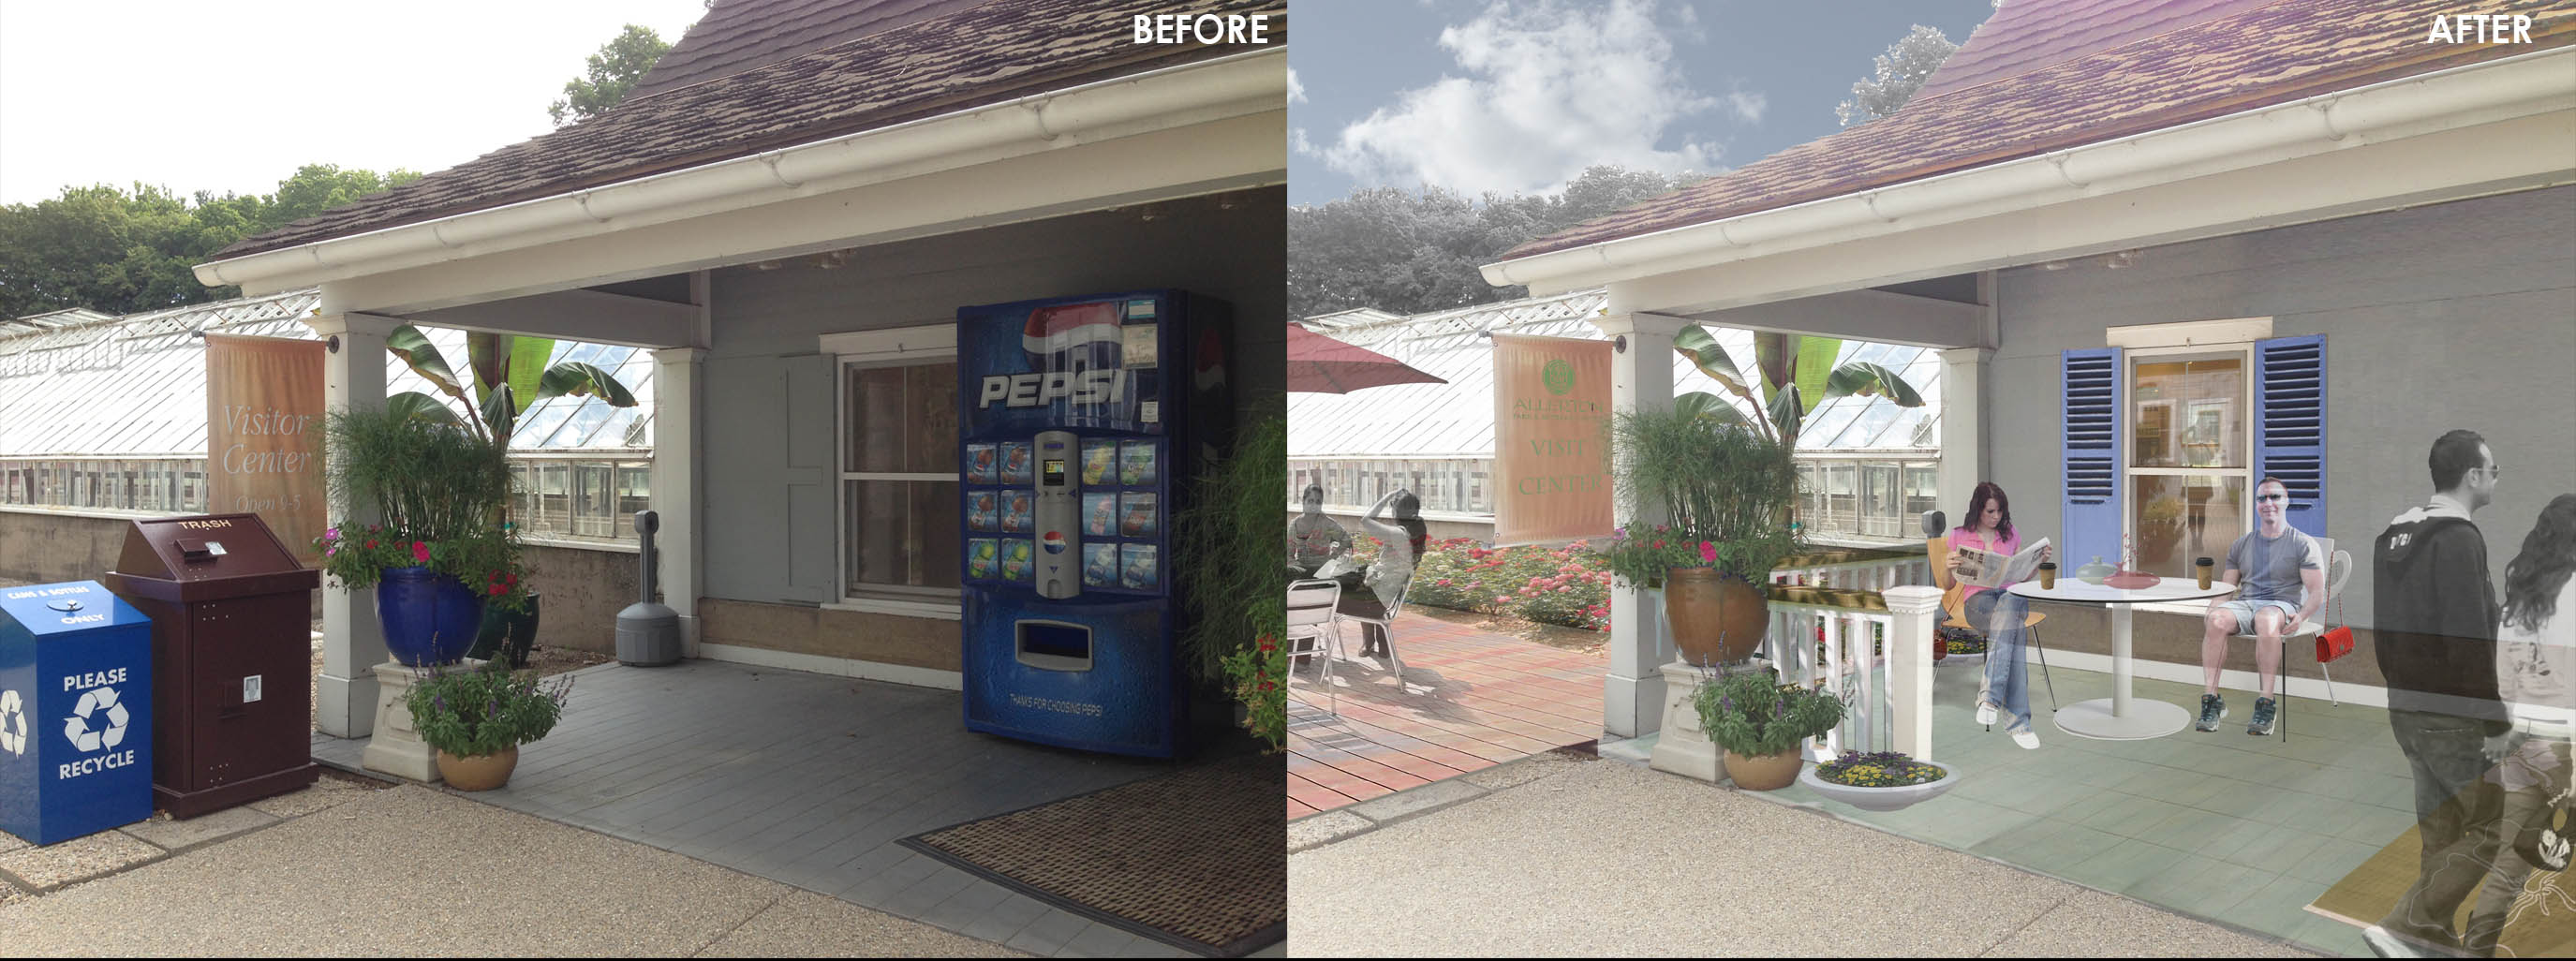 BEFORE
PEPSI
Visitor
Center
Open 9-5
TRASH
CANS & BOTTLES
ONLY
PLEASE
RECYCLE
THANKS FOR CHOOSING PEPSI
AFTER
ALLERTON
VISIT
CENTER